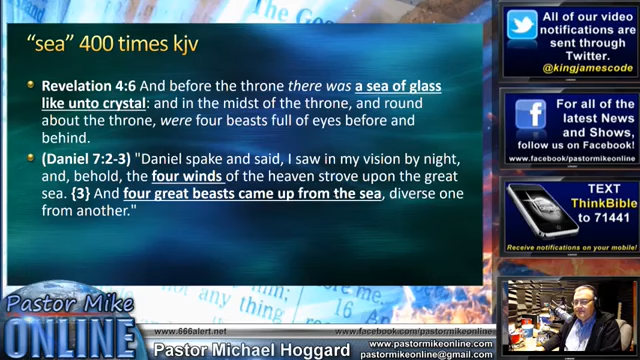 "sea" 400 times kjv
Revelation 4:6 And before the throne there was a sea of glass
like unto crystal: and in the midst of the throne, and round
about the throne, were four beasts full of eyes before and
behind.
(Daniel 7:2-3) "Daniel spake and said, I saw in my vision by night,
and, behold, the four winds of the heaven strove upon the great
sea. {3} And four great beasts came up from the sea, diverse one
from another."
All of our video
notifications are
sent through
Twitter.
@kingjamescode
For all of the
latest News
and Shows,
follow us on Facebook!
www.facebook/pastormikeonline
TEXT
ThinkBible
to 71441
Receive notifications on your mobile!
Pastor Mike
ONLINE
www.666alert.net
www.facebook.com/pastormikeonline
Pastor Michael Hoggard
www.pastormikeonline.com
pastormikeonline@gmail.com